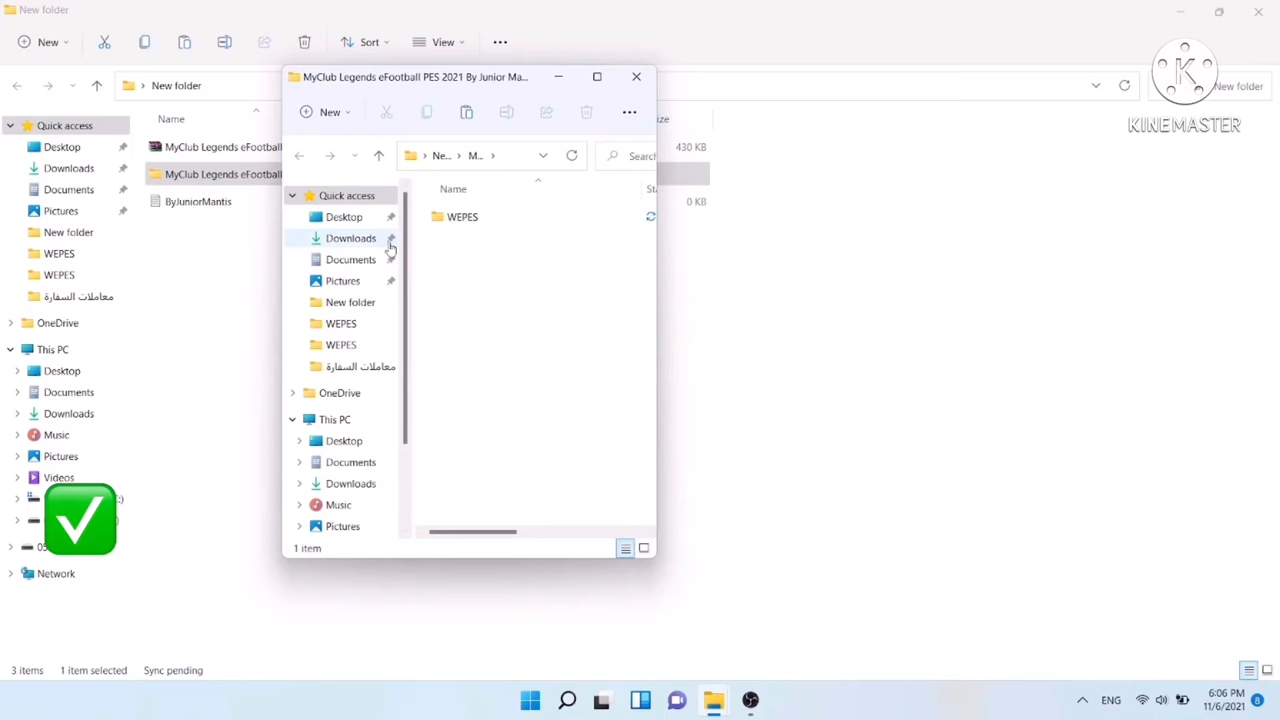 New folder
New
Sort
View
New folder
New folder
KINEMASTER
Quick access
Desktop
Downloads
Documents
Pictures
New folder
WEPES
WEPES
معاملات السفارة
OneDrive
This PC
Desktop
Documents
Downloads
Music
Pictures
Videos
Network
Name
MyClub Legends eFootball
430 KB
MyClub Legends eFootball
ByJuniorMantis
0 KB
MyClub Legends eFootball PES 2021 By Junior Ma...
New
Ne...
M...
Search
Quick access
Desktop
Downloads
Documents
Pictures
New folder
WEPES
WEPES
معاملات السفارة
OneDrive
This PC
Desktop
Documents
Downloads
Music
Pictures
Name
WEPES
1 item
3 items
1 item selected
Sync pending
ENG
6:06 PM
11/6/2021
8